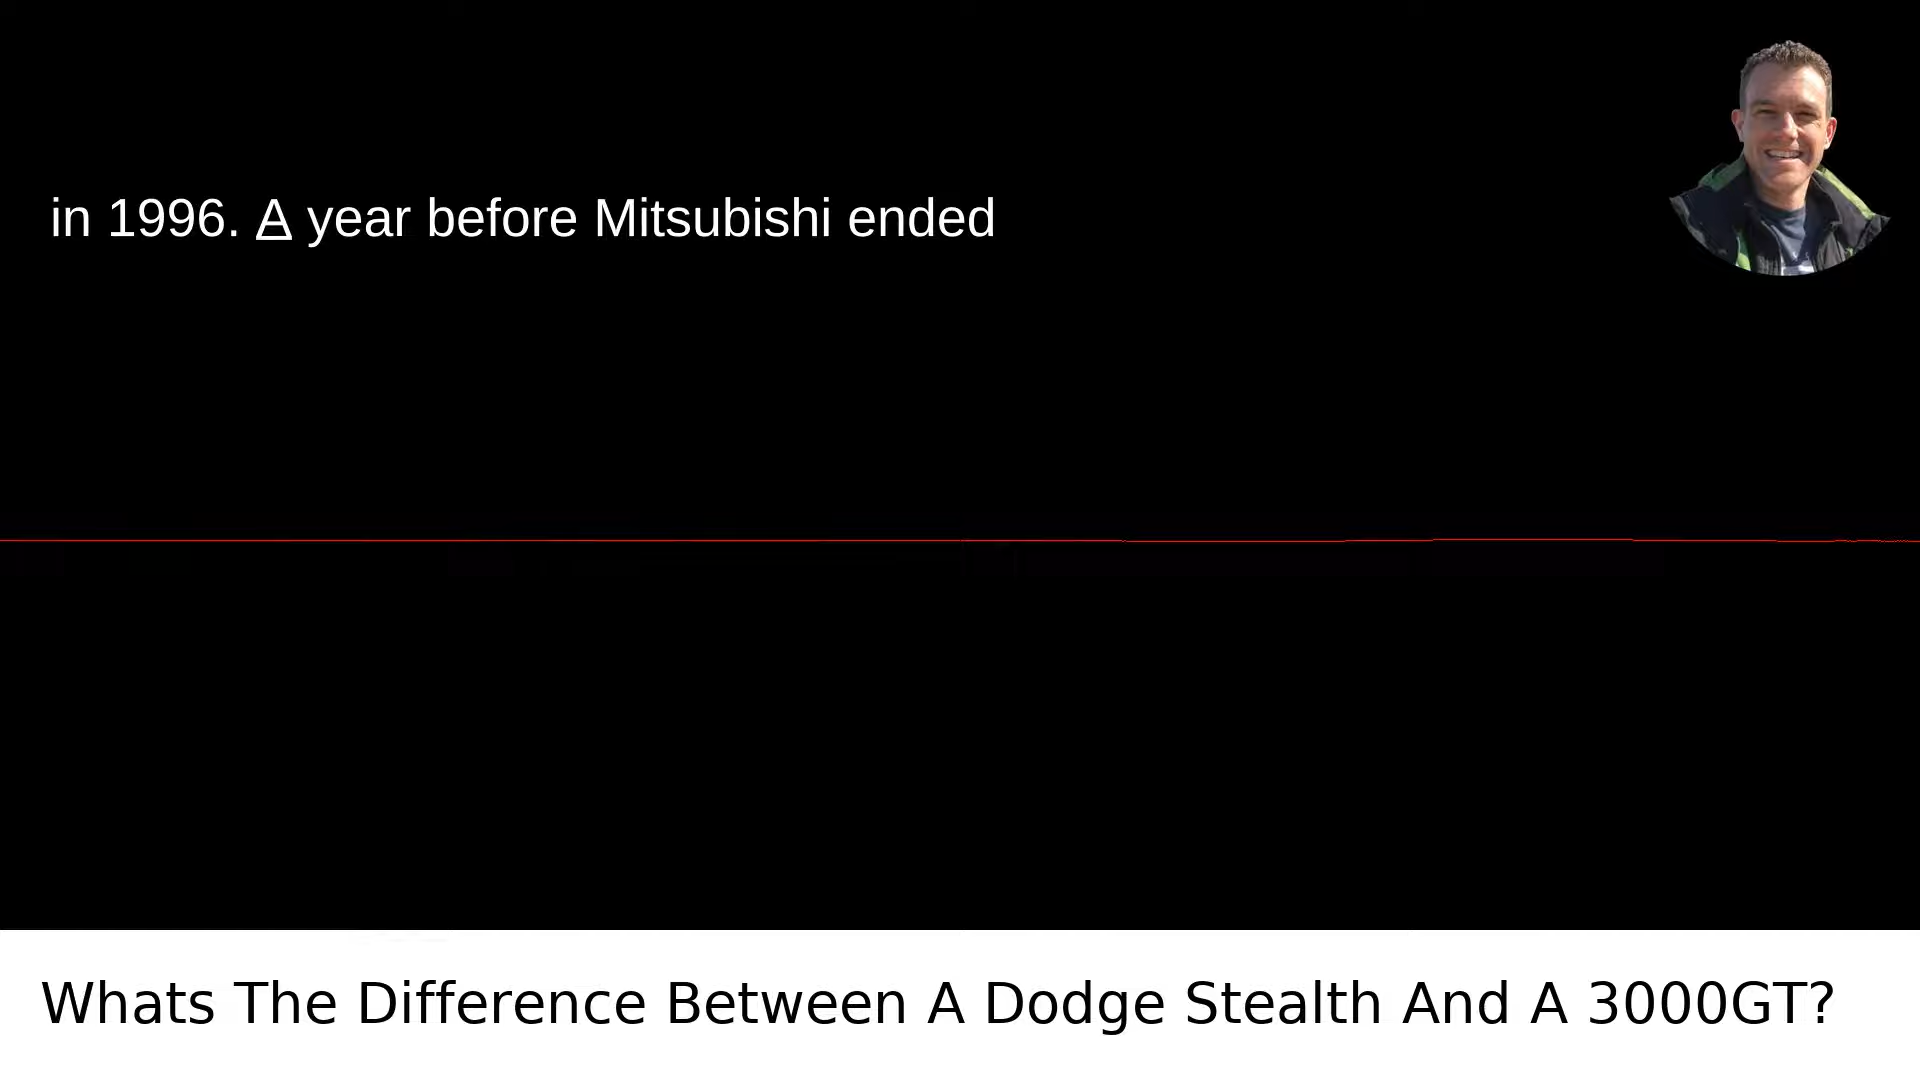 in 1996. A year before Mitsubishi ended
Whats The Difference Between A Dodge Stealth And A 3000GT?